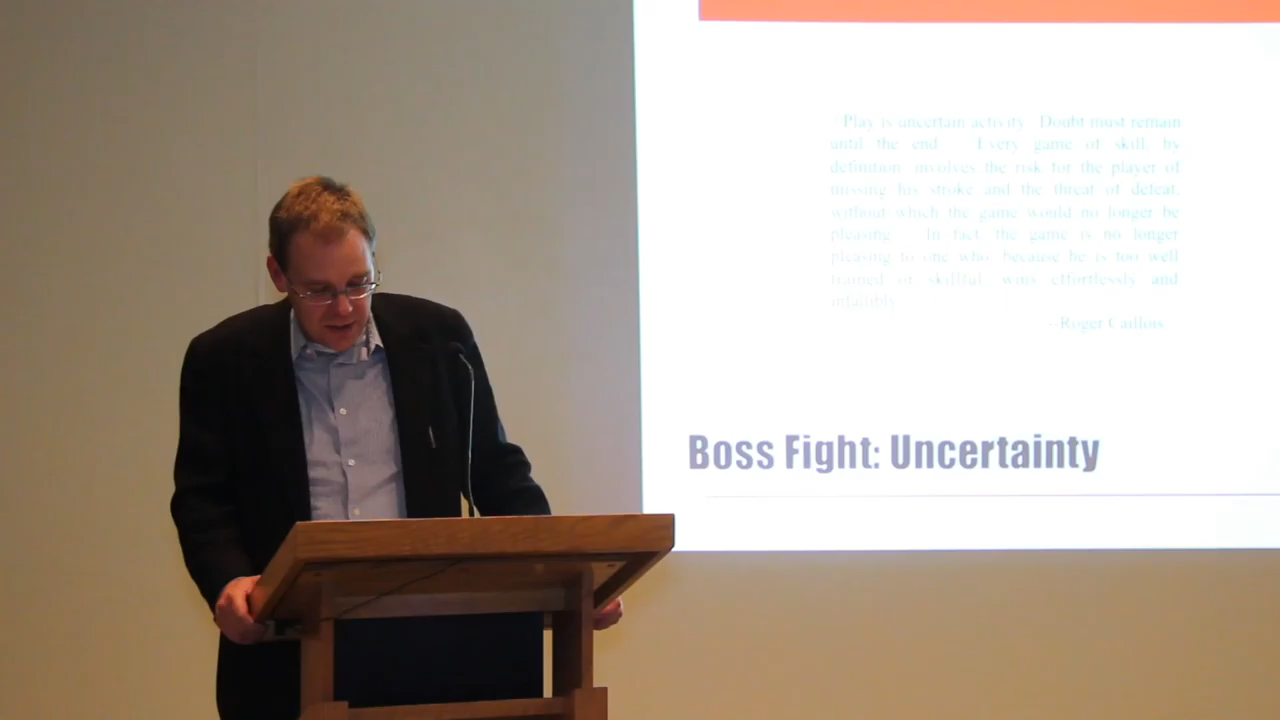 "Play is uncertain activity. Doubt must remain
until the end. Every game of skill, by
definition, involves the risk for the player of
missing his stroke and the threat of defeat,
without which the game would no longer be
pleasing. In fact, the game is no longer
pleasing to one who, because he is too well
trained or skillful, wins effortlessly and
infallibly.
--Roger Caillois
Boss Fight: Uncertainty